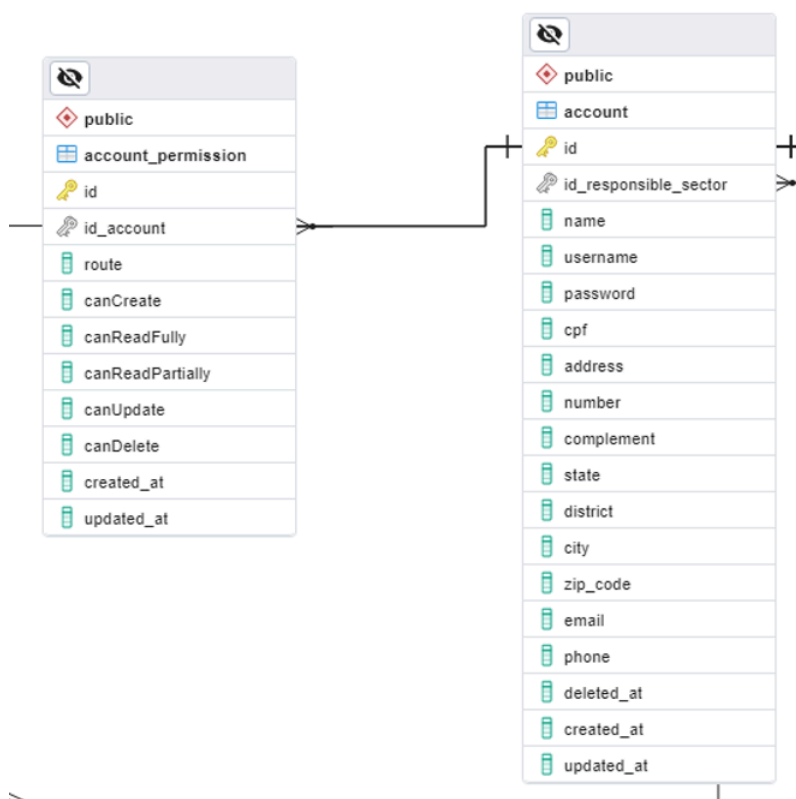 public
account_permission
id
id_account
route
canCreate
canReadFully
canReadPartially
canUpdate
canDelete
created_at
updated_at
public
account
id
id_responsible_sector
name
username
password
cpf
address
number
complement
state
district
city
zip_code
email
phone
deleted_at
created_at
updated_at